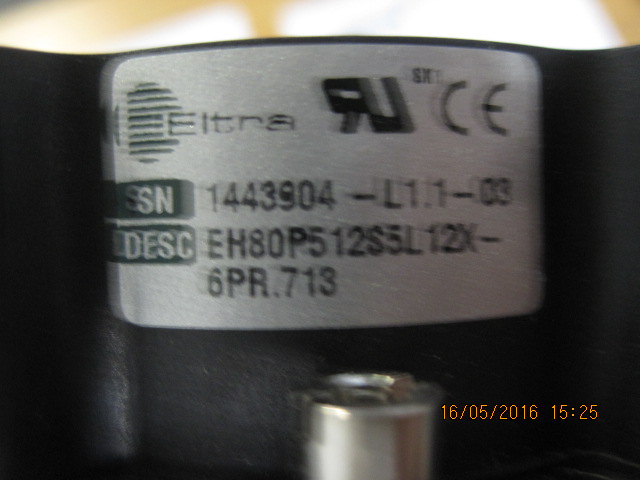 Eltra
CE
SSN 1443904 -L1.1-03
DESC EH80P512S5L12X-
6PR.713
16/05/2016 15:25